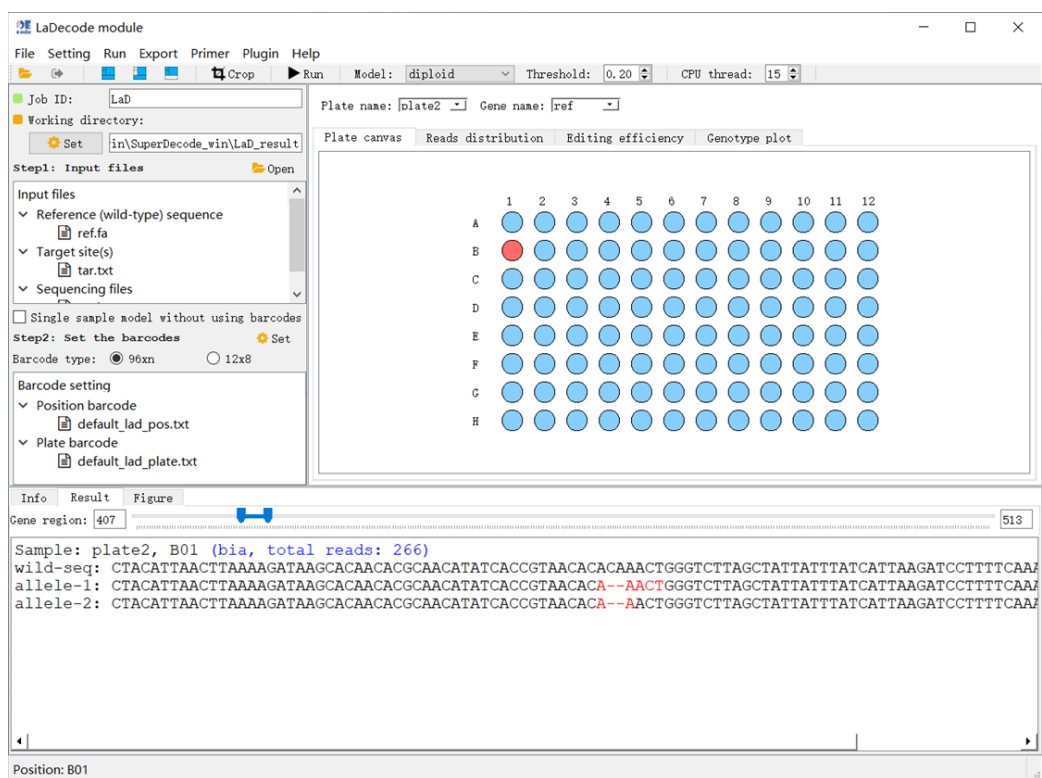 LaDecode module
File Setting Run Export Primer Plugin Help
Crop Run Model: diploid Threshold: 0.20 CPU thread: 15
Job ID: LaD
Working directory:
Set in\SuperDecode_win\LaD_result
Step1: Input files Open
Input files
Reference (wild-type) sequence
ref.fa
Target site(s)
tar.txt
Sequencing files
Single sample model without using barcodes
Step2: Set the barcodes Set
Barcode type: 96xn 12x8
Barcode setting
Position barcode
default_lad_pos.txt
Plate barcode
default_lad_plate.txt
Plate name: plate2 Gene name: ref
Plate canvas Reads distribution Editing efficiency Genotype plot
1 2 3 4 5 6 7 8 9 10 11 12
A
B
C
D
E
F
G
H
Info Result Figure
Gene region: 407 513
Sample: plate2, B01 (bia, total reads: 266)
wild-seq: CTACATTAACTTAAAAGATAAGCACAACACGCAACATATCACCGTAACACACAAACTGGGTCTTAGCTATTATTTATCATTAAGATCCTTTTCAAA
allele-1: CTACATTAACTTAAAAGATAAGCACAACACGCAACATATCACCGTAACACA--AACTGGGTCTTAGCTATTATTTATCATTAAGATCCTTTTCAAA
allele-2: CTACATTAACTTAAAAGATAAGCACAACACGCAACATATCACCGTAACACA--AACTGGGTCTTAGCTATTATTTATCATTAAGATCCTTTTCAAA
Position: B01